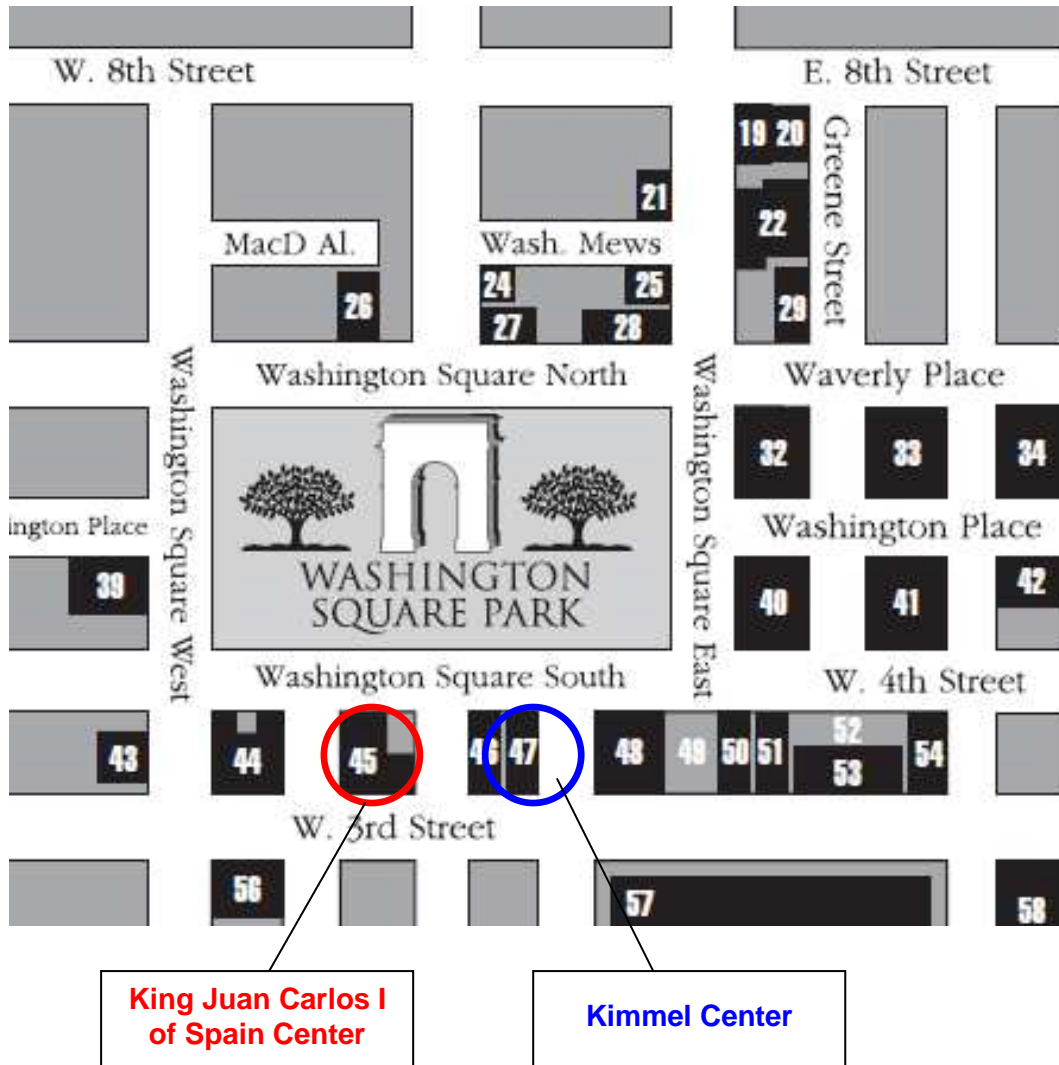 W. 8th Street
E. 8th Street
19 20
Greene Street
21
22
MacD Al.
Wash. Mews
24
25
26
27
28
29
Washington Square North
Waverly Place
Washington Square West
Washington Square East
32
33
34
ington Place
Washington Place
WASHINGTON
SQUARE PARK
39
40
41
42
Washington Square South
W. 4th Street
43
44
45
46
47
48
49
50
51
52
53
54
W. 3rd Street
56
57
58
King Juan Carlos I
of Spain Center
Kimmel Center